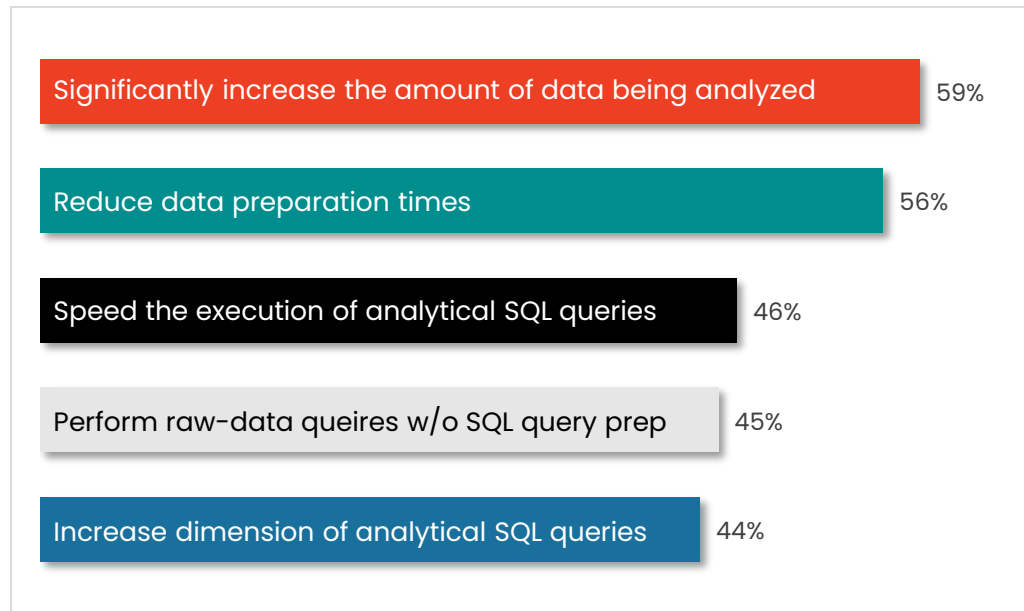 Significantly increase the amount of data being analyzed 59%
Reduce data preparation times 56%
Speed the execution of analytical SQL queries 46%
Perform raw-data queires w/o SQL query prep 45%
Increase dimension of analytical SQL queries 44%